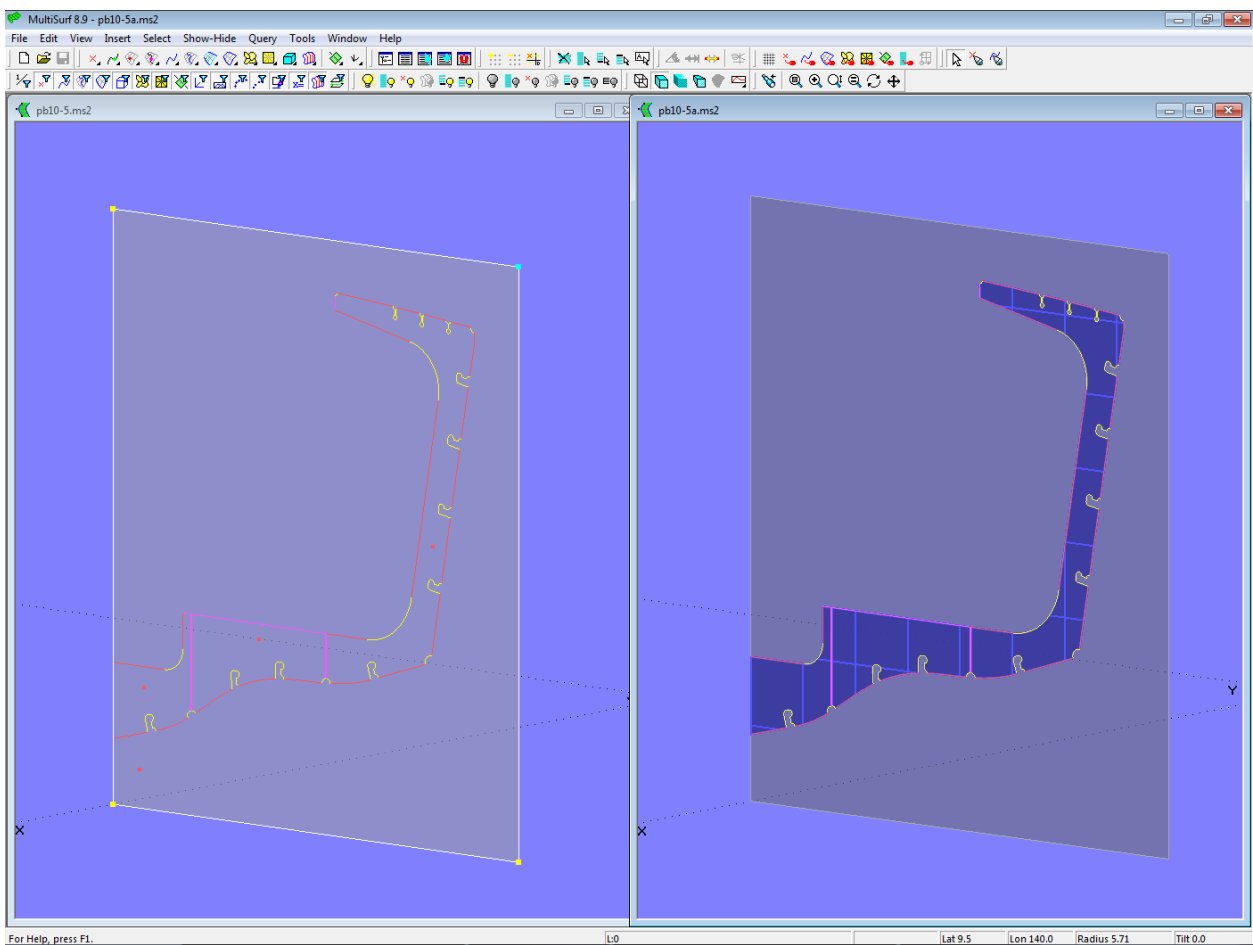 MultiSurf 8.9 - pb10-5a.ms2
File Edit View Insert Select Show-Hide Query Tools Window Help
pb10-5.ms2
pb10-5a.ms2
X
Y
X
For Help, press F1.
L:0
Lat 9.5
Lon 140.0
Radius 5.71
Tilt 0.0